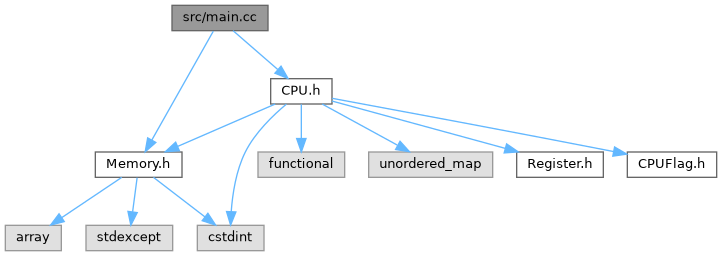 src/main.cc
CPU.h
Memory.h
functional
unordered_map
Register.h
CPUFlag.h
array
stdexcept
cstdint